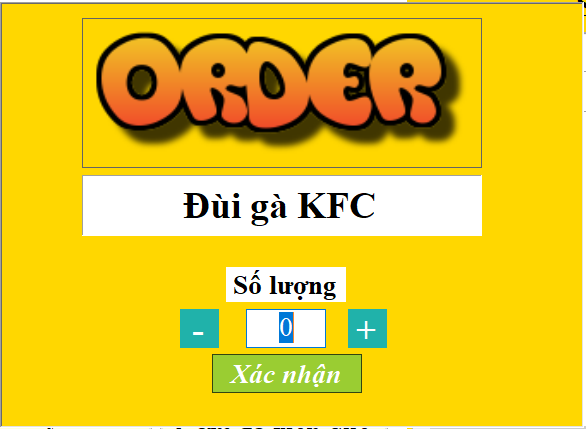 ORDER
Đùi gà KFC
Số lượng
- 0 +
Xác nhận